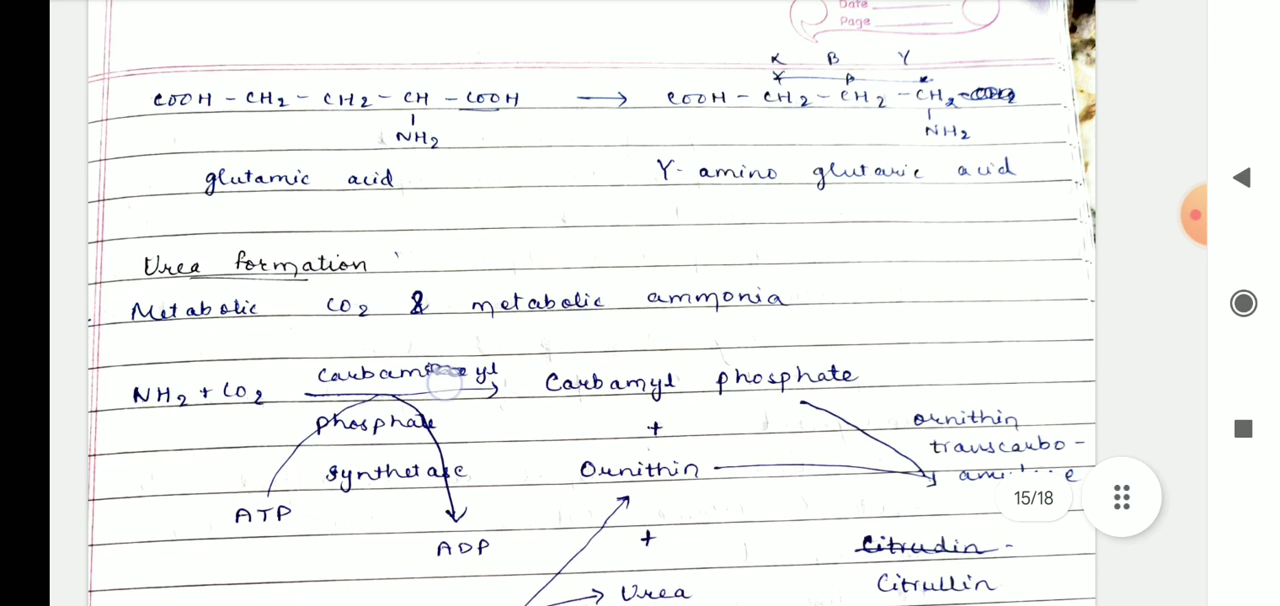 Date
Page
α β γ
COOH - CH2 - CH2 - CH - COOH → COOH - CH2 - CH2 - CH2
NH2 NH2
glutamic acid γ- amino glutaric acid
Urea formation
Metabolic CO2 & metabolic ammonia
NH2 + CO2 Carbamyl phosphate
phosphate
synthetase
ATP
ADP
+
Ornithin
+
Urea
ornithin
transcarbo-
15/18
Citrullin